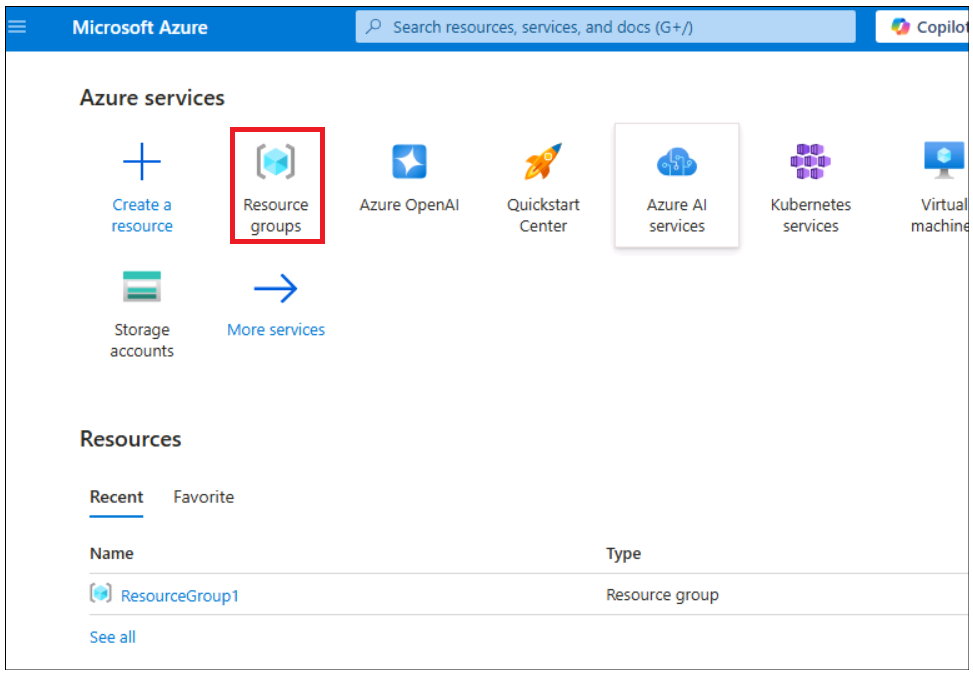 Microsoft Azure
Search resources, services, and docs (G+/)
Copilot
Azure services
Create a
resource
Resource
groups
Azure OpenAI
Quickstart
Center
Azure AI
services
Kubernetes
services
Virtual
machine
Storage
accounts
More services
Resources
Recent Favorite
Name Type
ResourceGroup1 Resource group
See all